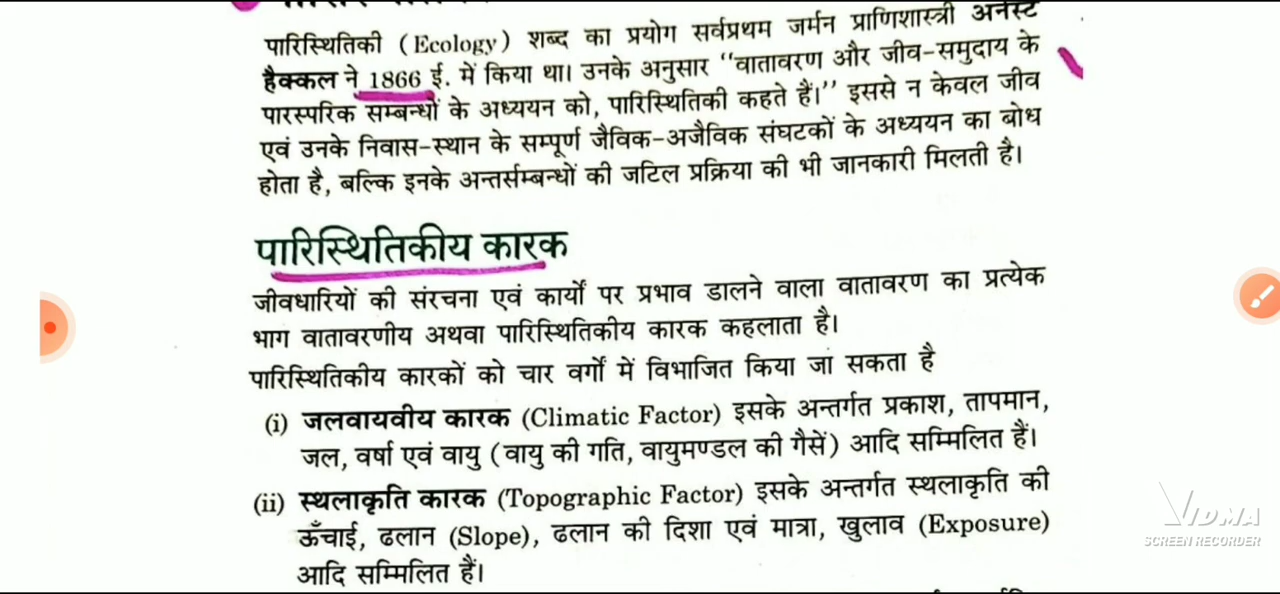 पारिस्थितिकी (Ecology) शब्द का प्रयोग सर्वप्रथम जर्मन प्राणिशास्त्री अर्नेस्ट
हैक्कल ने 1866 ई. में किया था। उनके अनुसार ‘‘वातावरण और जीव-समुदाय के
पारस्परिक सम्बन्धों के अध्ययन को, पारिस्थितिकी कहते हैं।’’ इससे न केवल जीव
एवं उनके निवास-स्थान के सम्पूर्ण जैविक-अजैविक संघटकों के अध्ययन का बोध
होता है, बल्कि इनके अन्तर्सम्बन्धों की जटिल प्रक्रिया की भी जानकारी मिलती है।
पारिस्थितिकीय कारक
जीवधारियों की संरचना एवं कार्यों पर प्रभाव डालने वाला वातावरण का प्रत्येक
भाग वातावरणीय अथवा पारिस्थितिकीय कारक कहलाता है।
पारिस्थितिकीय कारकों को चार वर्गों में विभाजित किया जा सकता है
(i) जलवायवीय कारक (Climatic Factor) इसके अन्तर्गत प्रकाश, तापमान,
जल, वर्षा एवं वायु (वायु की गति, वायुमण्डल की गैसें) आदि सम्मिलित हैं।
(ii) स्थलाकृति कारक (Topographic Factor) इसके अन्तर्गत स्थलाकृति की
ऊँचाई, ढलान (Slope), ढलान की दिशा एवं मात्रा, खुलाव (Exposure)
आदि सम्मिलित हैं।
VIDMA
SCREEN RECORDER